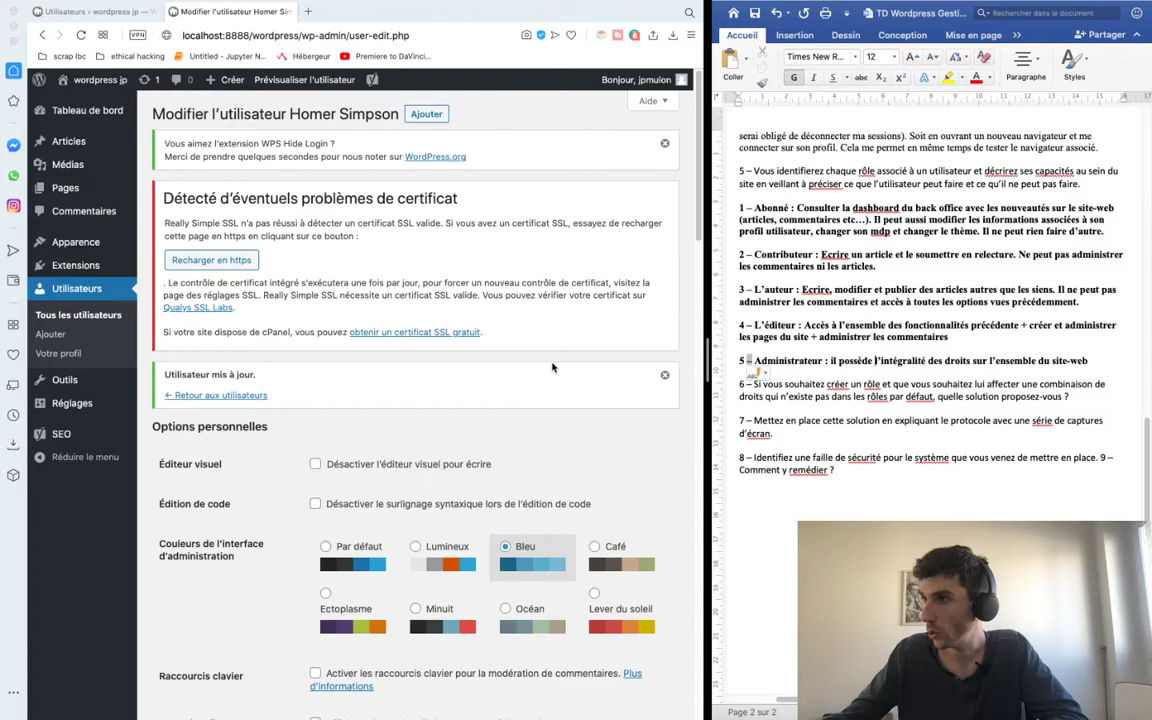 Utilisateurs ‹ wordpress jp —
Modifier l'utilisateur Homer Sim
VPN
localhost:8888/wordpress/wp-admin/user-edit.php
scrap lbc
ethical hacking
Untitled - Forme / N...
Hébergeur
Premiere to DaVinci...
wordpress jp
1
0
Créer
Prévisualiser l'interstitiel
Bonjour, jpmulon
Tableau de bord
Articles
Médias
Pages
Commentaires
Apparence
Extensions
Utilisateurs
Tous les utilisateurs
Ajouter
Votre profil
Outils
Réglages
SEO
Réduire le menu
Aide
Modifier l'utilisateur Homer Simpson
Ajouter
Vous aimez l'extension WPS Hide Login ?
Merci de prendre quelques secondes pour nous noter sur WordPress.org
Détecté d'éventuels problèmes de certificat
Really Simple SSL n'a pas réussi à détecter un certificat SSL valide. Si vous avez un certificat SSL, essayez de recharger
cette page en https en cliquant sur ce bouton :
Recharger en https
. Le contrôle de certificat intégré s'exécutera une fois par jour, pour forcer un nouveau contrôle de certificat, visitez la
page des réglages SSL. Really Simple SSL nécessite un certificat SSL valide. Vous pouvez vérifier votre certificat sur
Qualys SSL Labs.
Si votre site dispose de cPanel, vous pouvez obtenir un certificat SSL gratuit.
Utilisateur mis à jour.
← Retour aux utilisateurs
Options personnelles
Éditeur visuel
Désactiver l'éditeur visuel pour écrire
Édition de code
Désactiver le surlignage syntaxique lors de l'édition de code
Couleurs de l'interface
d'administration
Par défaut
Lumineux
Bleu
Café
Ectoplasme
Minuit
Océan
Lever du soleil
Raccourcis clavier
Activer les raccourcis clavier pour la modération de commentaires. Plus
d'informations
TD Wordpress Gesti...
Rechercher dans le document
Accueil
Insertion
Dessin
Conception
Mise en page
Partager
Coller
Times New R...
12
G
I
S
Paragraphe
Styles
serai obligé de déconnecter ma sessions). Soit en ouvrant un nouveau navigateur et me
connecter sur son profil. Cela me permet en même temps de tester le navigateur associé.
5 – Vous identifierez chaque rôle associé à un utilisateur et décrirez ses capacités au sein du
site en veillant à préciser ce que l'utilisateur peut faire et ce qu'il ne peut pas faire.
1 – Abonné : Consulter la dashboard du back office avec les nouveautés sur le site-web
(articles, commentaires etc…). Il peut aussi modifier les informations associées à son
profil utilisateur, changer son mdp et changer le thème. Il ne peut rien faire d'autre.
2 – Contributeur : Ecrire un article et le soumettre en relecture. Ne peut pas administrer
les commentaires ni les articles.
3 – L'auteur : Ecrire, modifier et publier des articles autres que les siens. Il ne peut pas
administrer les commentaires et accès à toutes les options vues précédemment.
4 – L'éditeur : Accès à l'ensemble des fonctionnalités précédente + créer et administrer
les pages du site + administrer les commentaires
5 – Administrateur : il possède l'intégralité des droits sur l'ensemble du site-web
6 – Si vous souhaitez créer un rôle et que vous souhaitez lui affecter une combinaison de
droits qui n'existe pas dans les rôles par défaut, quelle solution proposez-vous ?
7 – Mettez en place cette solution en expliquant le protocole avec une série de captures
d'écran.
8 – Identifiez une faille de sécurité pour le système que vous venez de mettre en place. 9 –
Comment y remédier ?
Page 2 sur 2